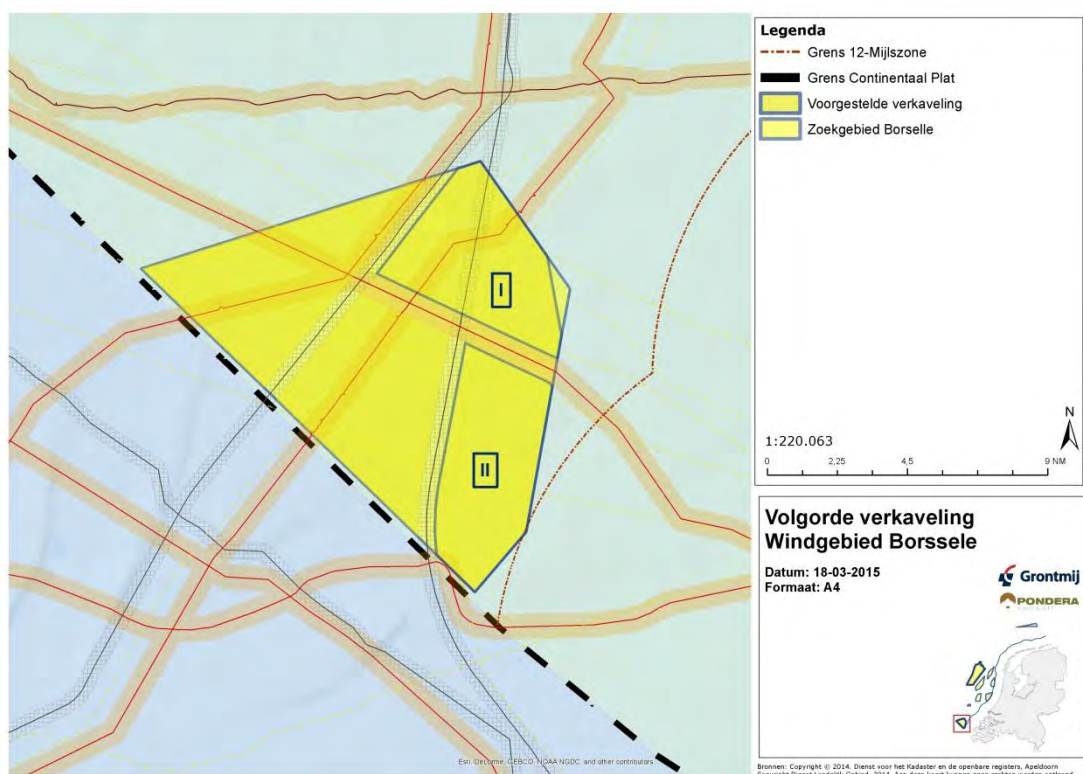 I
II
Esri, DeLorme, GEBCO, NOAA NGDC, and other contributors
Legenda
Grens 12-Mijlszone
Grens Continentaal Plat
Voorgestelde verkaveling
Zoekgebied Borselle
N
1:220.063
0 2,25 4,5 9 NM
Volgorde verkaveling
Windgebied Borssele
Datum: 18-03-2015
Formaat: A4
Grontmij
PONDERA
Bronnen: Copyright © 2014, Dienst voor het Kadaster en de openbare registers, Apeldoorn